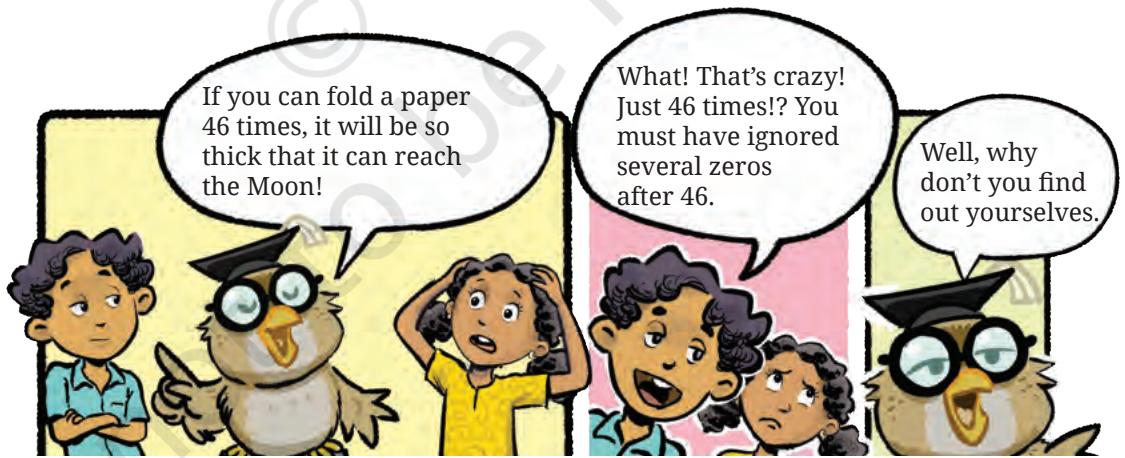 If you can fold a paper
46 times, it will be so
thick that it can reach
the Moon!
What! That’s crazy!
Just 46 times!? You
must have ignored
several zeros
after 46.
Well, why
don’t you find
out yourselves.